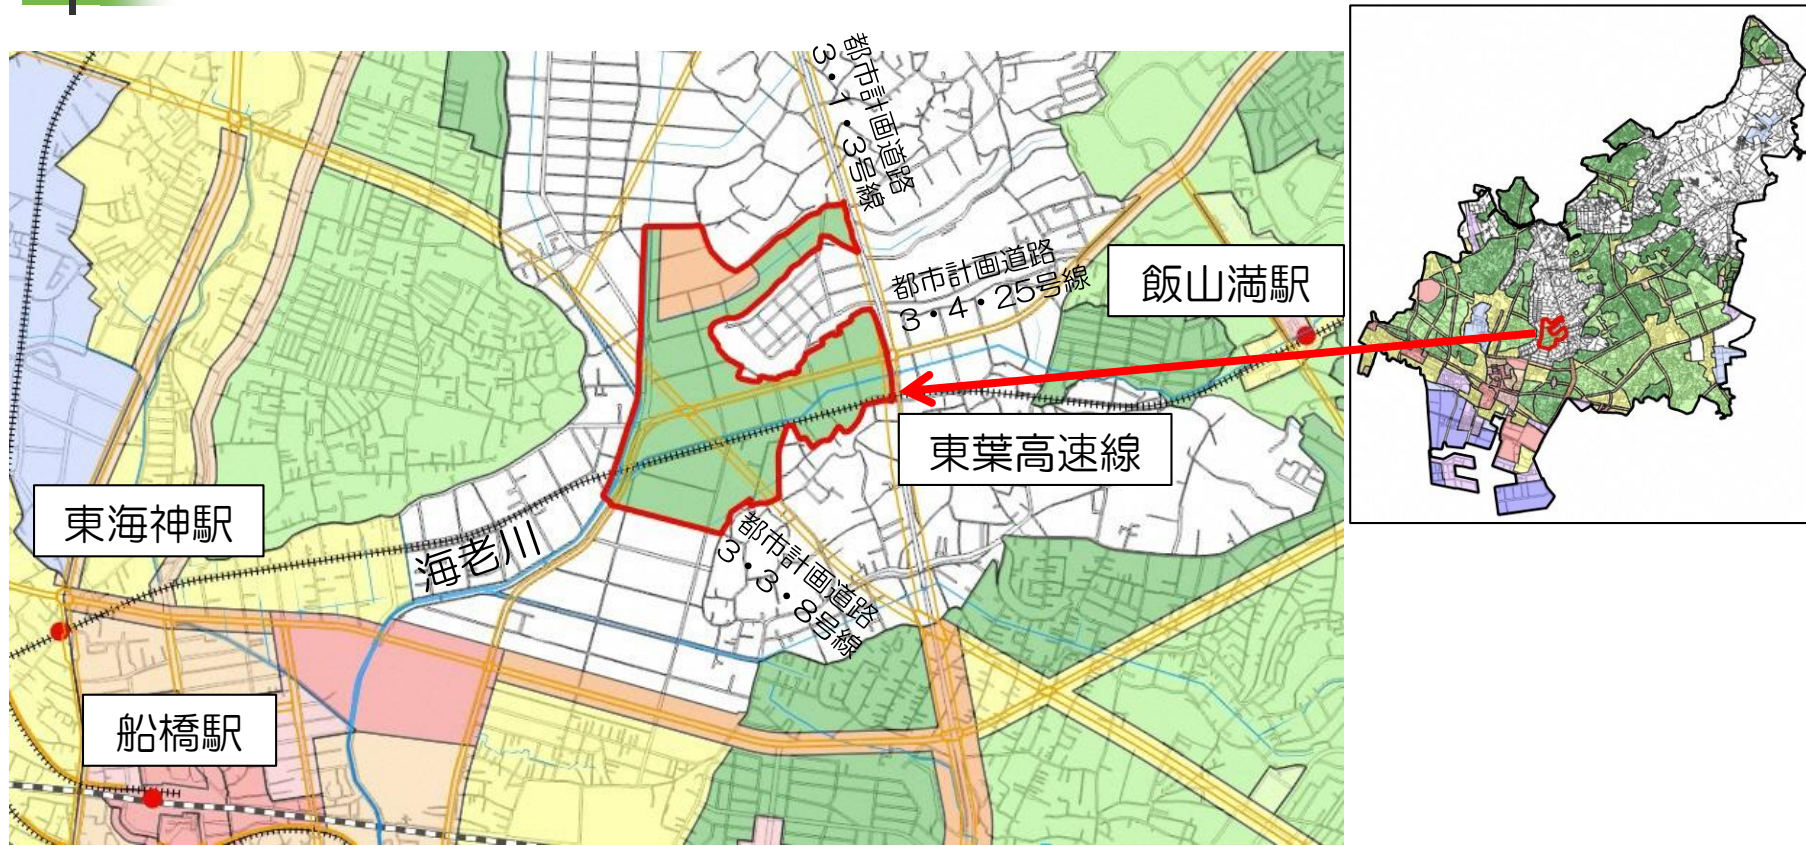 都市計画道路
3・1・3号線
都市計画道路
3・4・25号線
飯山満駅
東葉高速線
東海神駅
海老川
都市計画道路
3・3・8号線
船橋駅